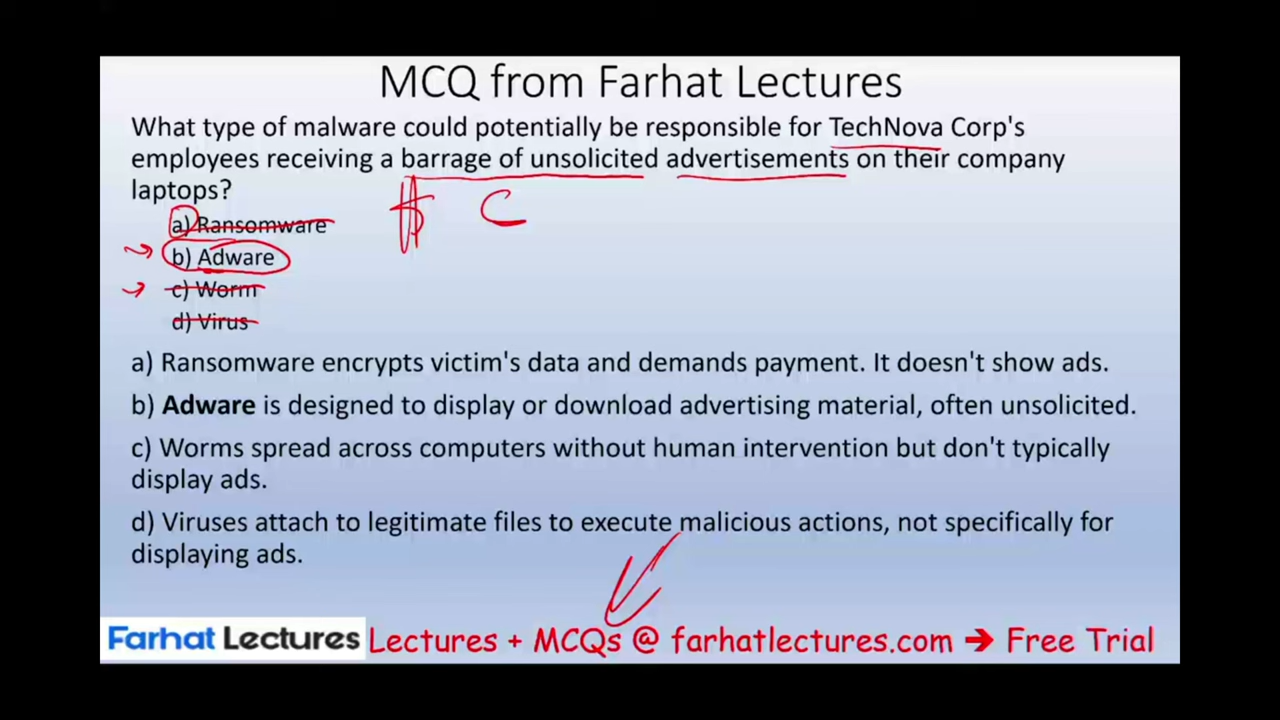 MCQ from Farhat Lectures
What type of malware could potentially be responsible for TechNova Corp's
employees receiving a barrage of unsolicited advertisements on their company
laptops?
$ C
a) Ransomware
b) Adware
c) Worm
d) Virus
a) Ransomware encrypts victim's data and demands payment. It doesn't show ads.
b) Adware is designed to display or download advertising material, often unsolicited.
c) Worms spread across computers without human intervention but don't typically
display ads.
d) Viruses attach to legitimate files to execute malicious actions, not specifically for
displaying ads.
Farhat Lectures Lectures + MCQs @ farhatlectures.com ➔ Free Trial